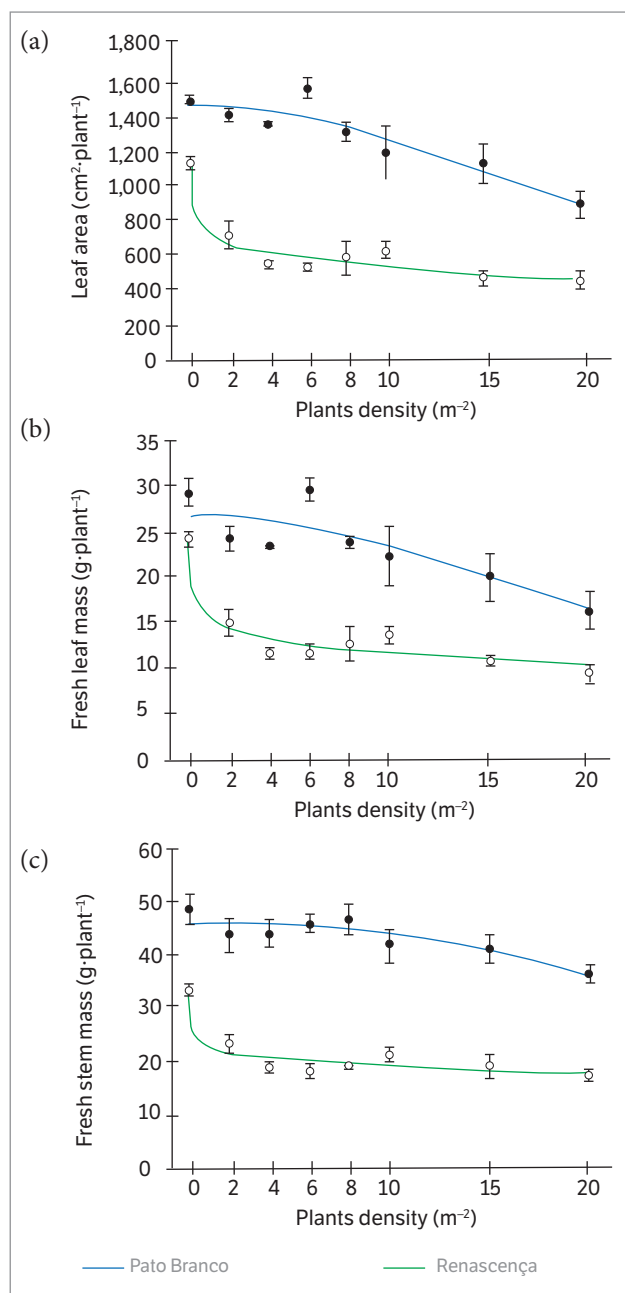 (a)
Leaf area (cm²·plant⁻¹)
1,800
1,600
1,400
1,200
1,000
800
600
400
200
0
0 2 4 6 8 10 15 20
Plants density (m⁻²)
(b)
Fresh leaf mass (g·plant⁻¹)
35
30
25
20
15
10
5
0
0 2 4 6 8 10 15 20
Plants density (m⁻²)
(c)
Fresh stem mass (g·plant⁻¹)
60
50
40
30
20
10
0
0 2 4 6 8 10 15 20
Plants density (m⁻²)
Pato Branco Renascença